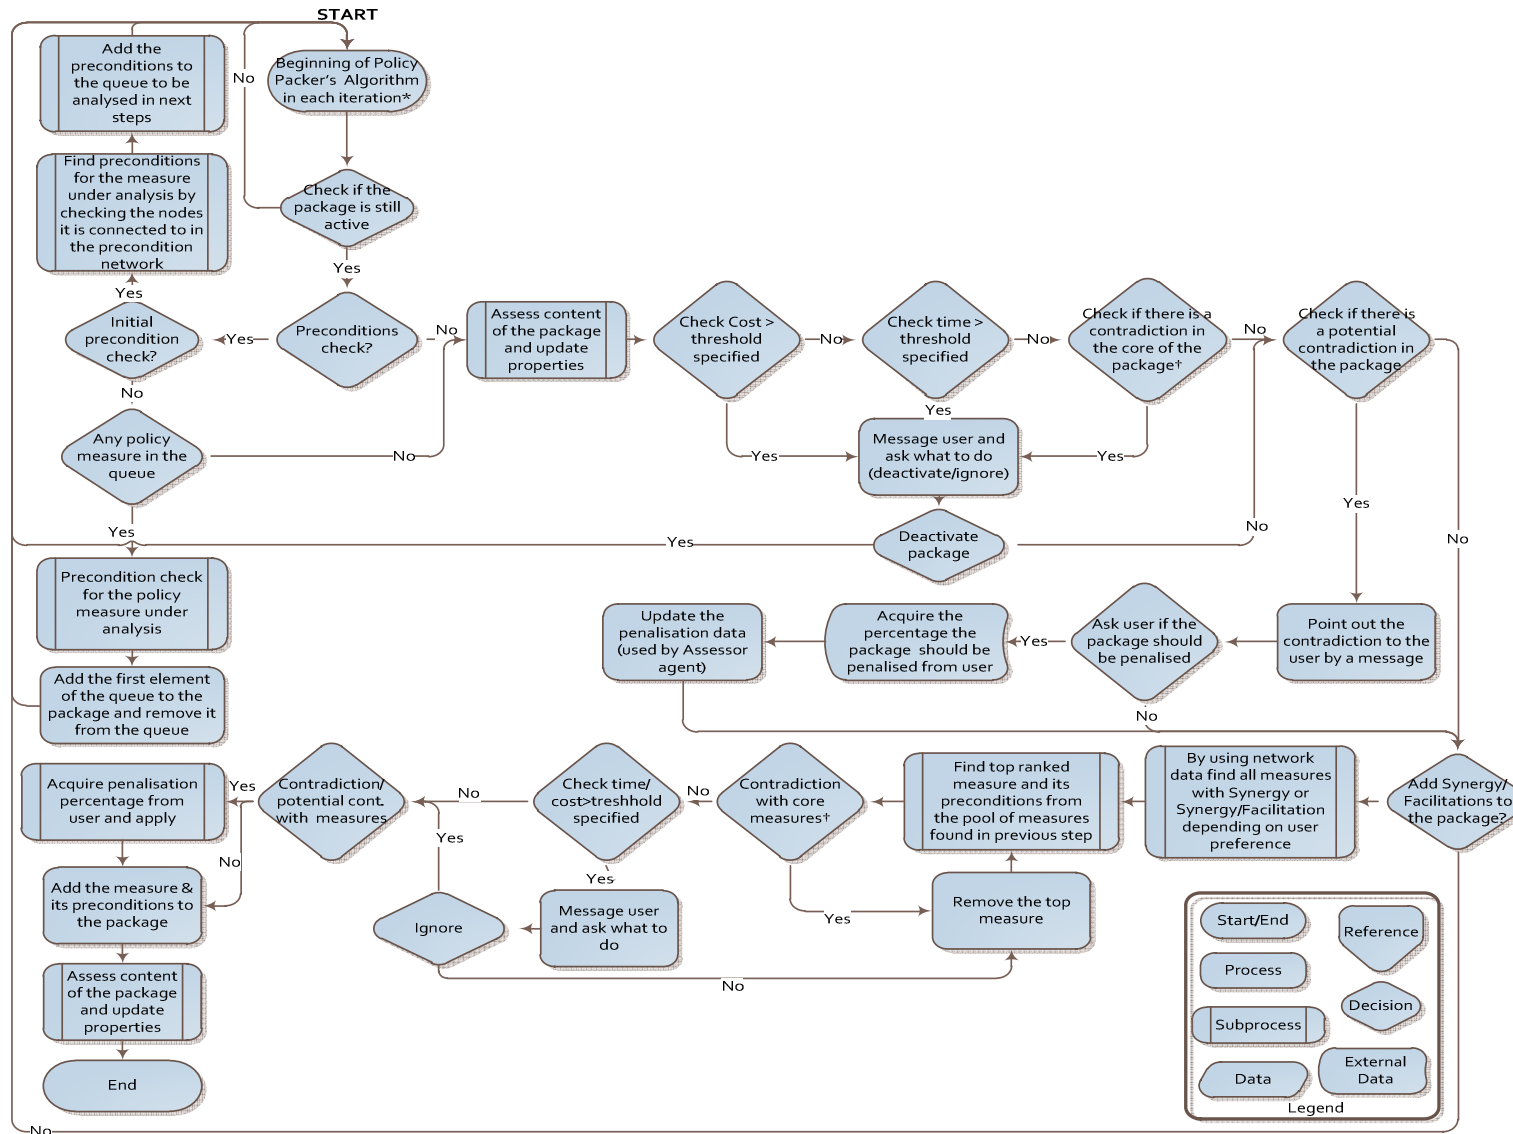 START
Add the
preconditions to
the queue to be
analysed in next
steps
No
Beginning of Policy
Packer's Algorithm
in each iteration*
Find preconditions
for the measure
under analysis by
checking the nodes
it is connected to in
the precondition
network
Check if the
package is still
active
Yes
Yes
Initial
precondition
check?
Yes
Preconditions
check?
No
Assess content
of the package
and update
properties
Check Cost >
threshold
specified
No
Check time >
threshold
specified
No
Check if there is a
contradiction in
the core of the
package†
No
Check if there is
a potential
contradiction in
the package
No
Any policy
measure in the
queue
No
Yes
Yes
Message user and
ask what to do
(deactivate/ignore)
Yes
Yes
No
No
Yes
Yes
Deactivate
package
Precondition check
for the policy
measure under
analysis
Update the
penalisation data
(used by Assessor
agent)
Acquire the
percentage the
package should be
penalised from user
Yes
Ask user if the
package should
be penalised
Point out the
contradiction to the
user by a message
Add the first element
of the queue to the
package and remove it
from the queue
No
Acquire penalisation
percentage from
user and apply
Yes
Contradiction/
potential cont.
with measures
No
Check time/
cost>treshhold
specified
No
Contradiction
with core
measures†
Find top ranked
measure and its
preconditions from
the pool of measures
found in previous step
By using network
data find all measures
with Synergy or
Synergy/Facilitation
depending on user
preference
Add Synergy/
Facilitations to
the package?
No
Yes
Yes
Add the measure &
its preconditions to
the package
Ignore
Message user
and ask what to
do
Yes
Remove the top
measure
No
Assess content
of the package
and update
properties
End
Start/End
Reference
Process
Decision
Subprocess
External
Data
Data
Legend
No